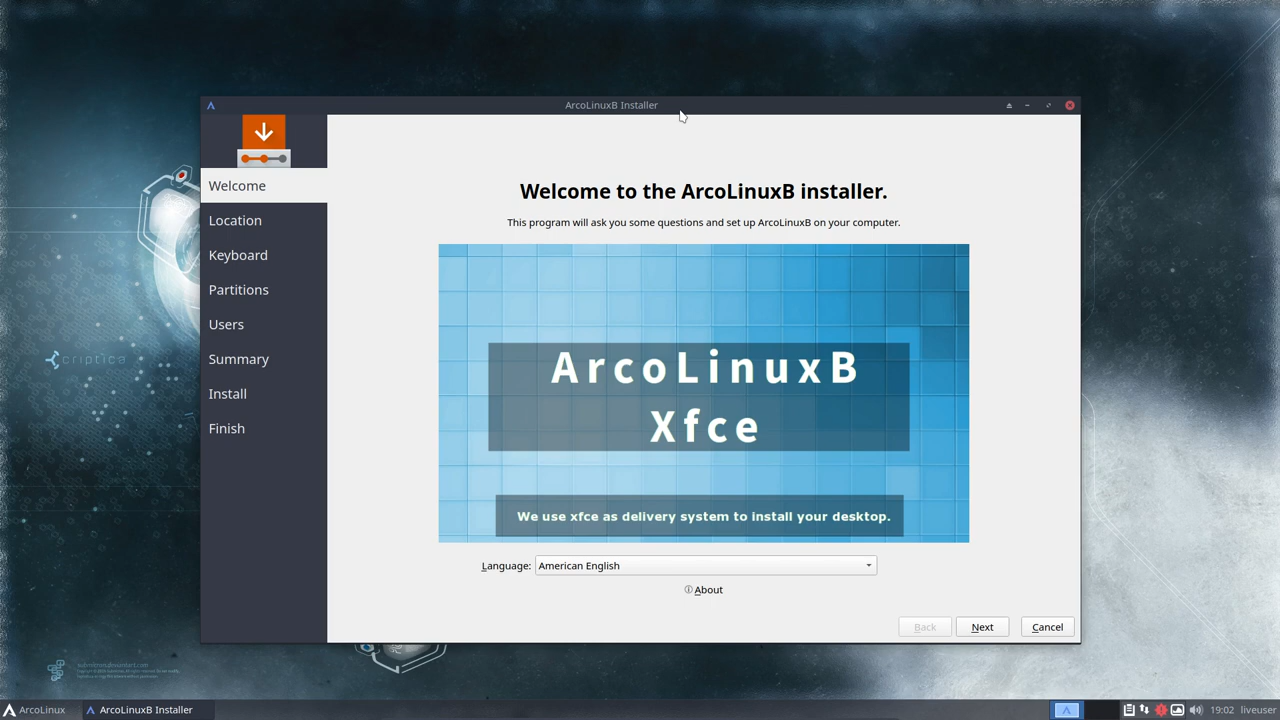 ArcoLinuxB Installer
Welcome
Location
Keyboard
Partitions
Users
Summary
Install
Finish
Welcome to the ArcoLinuxB installer.
This program will ask you some questions and set up ArcoLinuxB on your computer.
ArcoLinuxB
Xfce
We use xfce as delivery system to install your desktop.
Language: American English
About
Back Next Cancel
criptica
ArcoLinux ArcoLinuxB Installer 19:02 liveuser